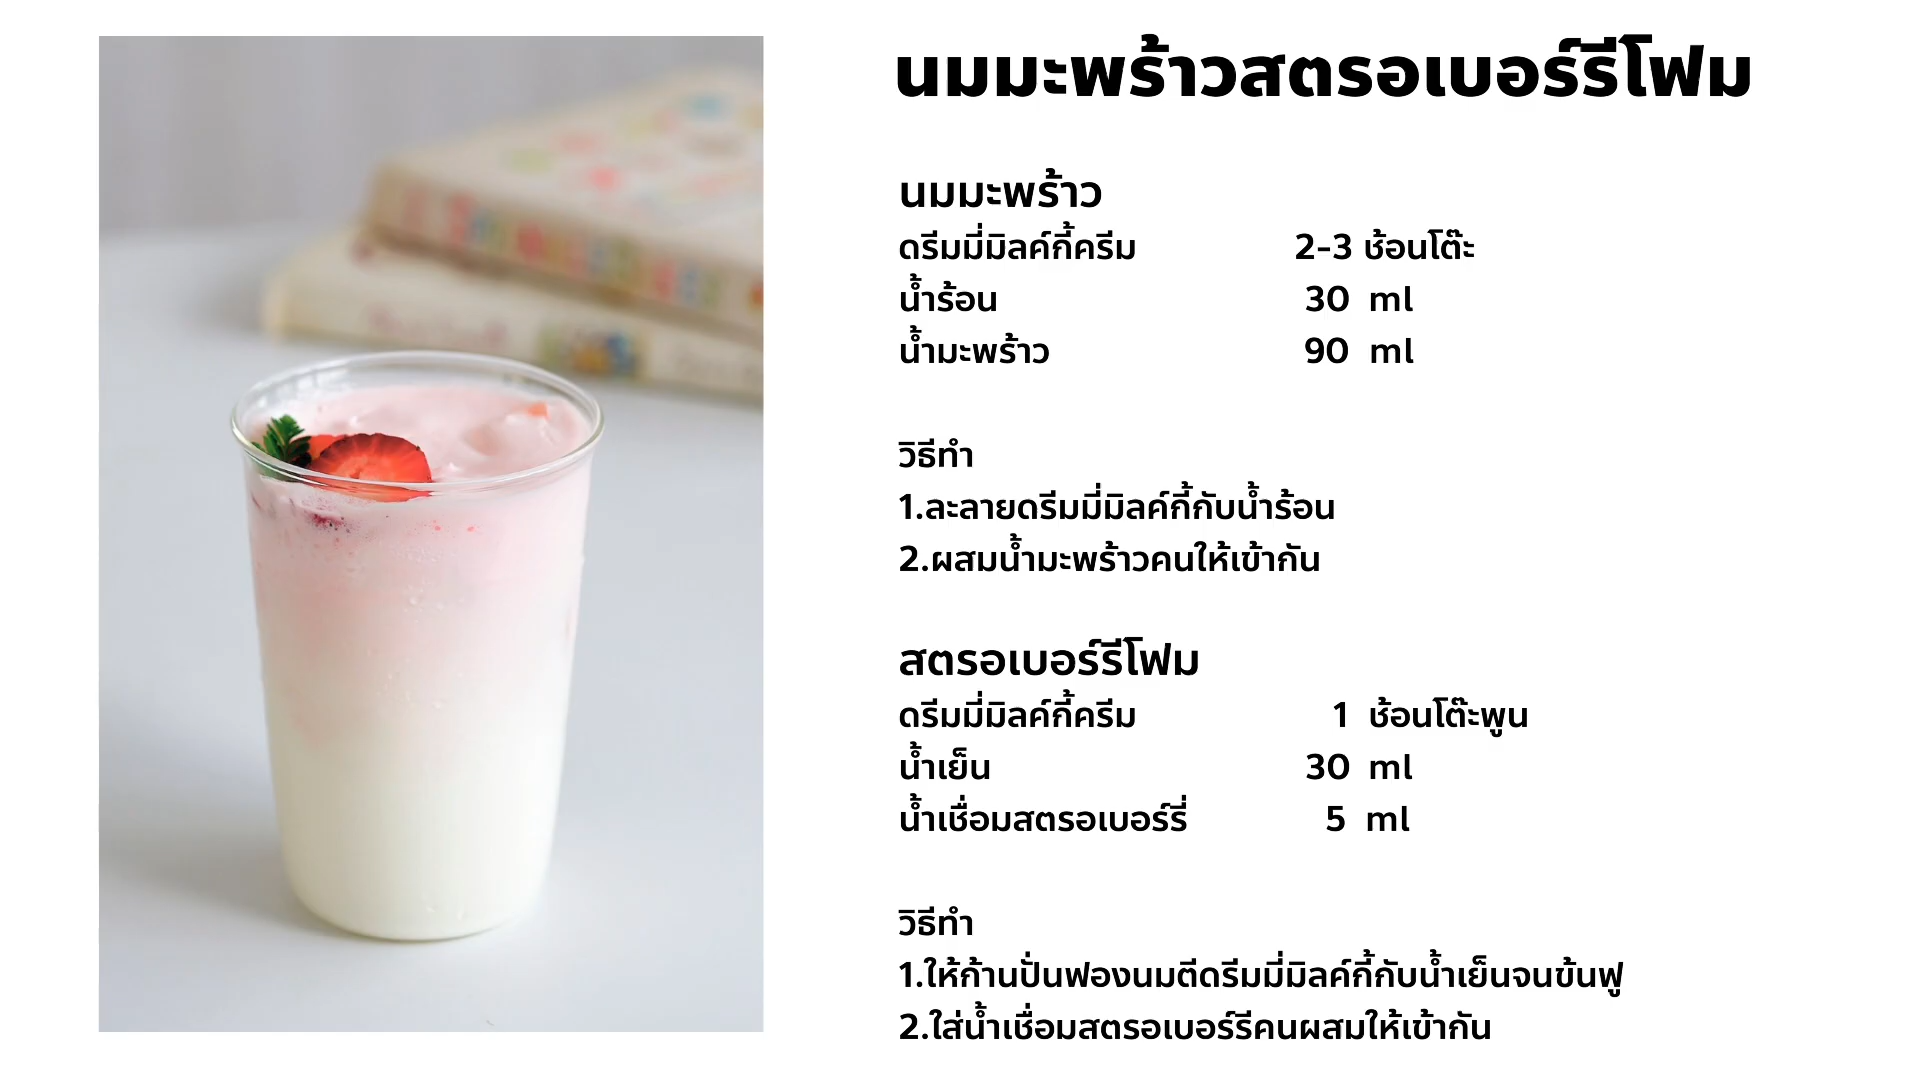 นมมะพร้าวสตรอเบอร์รีโฟม
นมมะพร้าว
ดรีมมี่มิลค์กี้ครีม 2-3 ช้อนโต๊ะ
น้ำร้อน 30 ml
น้ำมะพร้าว 90 ml
วิธีทำ
1.ละลายดรีมมี่มิลค์กี้กับน้ำร้อน
2.ผสมน้ำมะพร้าวคนให้เข้ากัน
สตรอเบอร์รีโฟม
ดรีมมี่มิลค์กี้ครีม 1 ช้อนโต๊ะพูน
น้ำเย็น 30 ml
น้ำเชื่อมสตรอเบอร์รี่ 5 ml
วิธีทำ
1.ให้ก้านปั่นฟองนมตีดรีมมี่มิลค์กี้กับน้ำเย็นจนข้นฟู
2.ใส่น้ำเชื่อมสตรอเบอร์รีคนผสมให้เข้ากัน